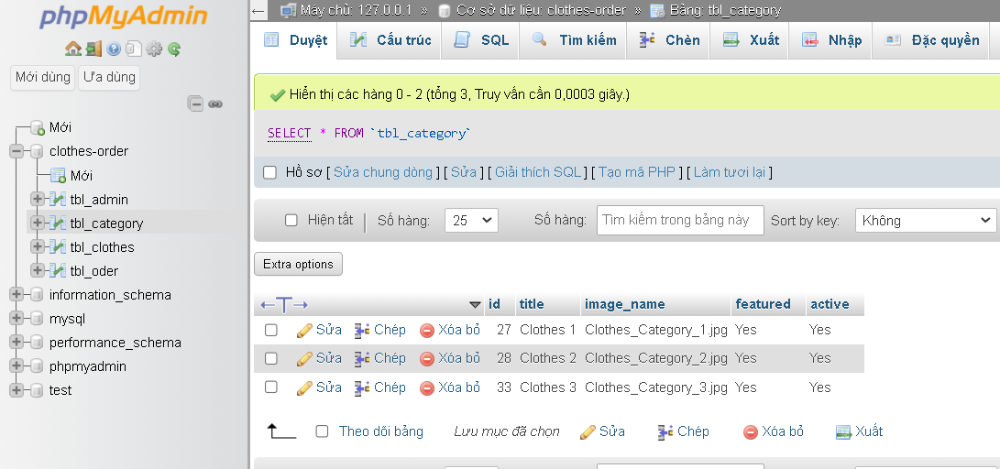 phpMyAdmin
Mới dùng Ưa dùng
Mới
clothes-order
Mới
tbl_admin
tbl_category
tbl_clothes
tbl_oder
information_schema
mysql
performance_schema
phpmyadmin
test
Máy chủ: 127.0.0.1 » Cơ sở dữ liệu: clothes-order » Bảng: tbl_category
Duyệt Cấu trúc SQL Tìm kiếm Chèn Xuất Nhập Đặc quyền
Hiển thị các hàng 0 - 2 (tổng 3, Truy vấn cần 0,0003 giây.)
SELECT * FROM `tbl_category`
Hồ sơ [ Sửa chung dòng ] [ Sửa ] [ Giải thích SQL ] [ Tạo mã PHP ] [ Làm tươi lại ]
Hiện tất Số hàng: 25 Số hàng: Tìm kiếm trong bảng này Sort by key: Không
Extra options
←T→ id title image_name featured active
Sửa Chép Xóa bỏ 27 Clothes 1 Clothes_Category_1.jpg Yes Yes
Sửa Chép Xóa bỏ 28 Clothes 2 Clothes_Category_2.jpg Yes Yes
Sửa Chép Xóa bỏ 33 Clothes 3 Clothes_Category_3.jpg Yes Yes
Theo dõi bảng Lưu mục đã chọn Sửa Chép Xóa bỏ Xuất